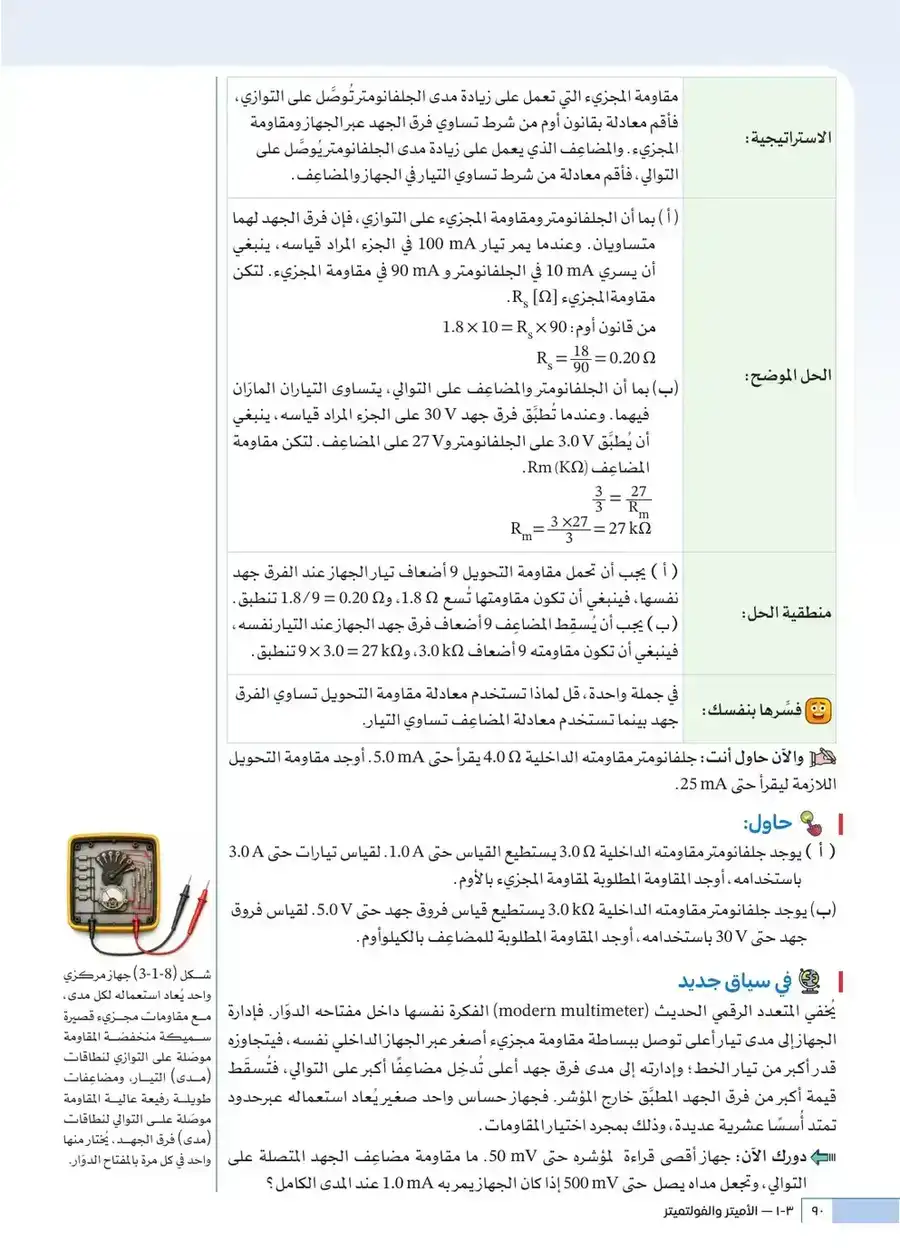 الاستراتيجية:
مقاومة المجزيء التي تعمل على زيادة مدى الجلفانومتر تُوصَّل على التوازي،
فأقم معادلة بقانون أوم من شرط تساوي فرق الجهد عبر الجهاز ومقاومة
المجزيء. والمضاعِف الذي يعمل على زيادة مدى الجلفانومتر يُوصَّل على
التوالي، فأقم معادلة من شرط تساوي التيار في الجهاز والمضاعِف.
الحل الموضح:
( أ ) بما أن الجلفانومتر ومقاومة المجزيء على التوازي، فإن فرق الجهد لهما
متساويان. وعندما يمر تيار 100 mA في الجزء المراد قياسه، ينبغي
أن يسري 10 mA في الجلفانومتر و 90 mA في مقاومة المجزيء. لتكن
مقاومة المجزيء Rs [Ω].
من قانون أوم: 1.8 × 10 = Rs × 90
Rs = 18/90 = 0.20 Ω
(ب) بما أن الجلفانومتر والمضاعِف على التوالي، يتساوى التياران المارّان
فيهما. وعندما تُطبَّق فرق جهد 30 V على الجزء المراد قياسه، ينبغي
أن يُطبَّق 3.0 V على الجلفانومتر و27 V على المضاعِف. لتكن مقاومة
المضاعِف Rm (KΩ).
3/3 = 27/Rm
Rm = 3 ×27/3 = 27 kΩ
منطقية الحل:
( أ ) يجب أن تحمل مقاومة التحويل 9 أضعاف تيار الجهاز عند الفرق جهد
نفسها، فينبغي أن تكون مقاومتها تُسع 1.8 Ω، و1.8/9 = 0.20 Ω تنطبق.
(ب) يجب أن يُسقِط المضاعِف 9 أضعاف فرق جهد الجهاز عند التيار نفسه،
فينبغي أن تكون مقاومته 9 أضعاف 3.0 kΩ، و9 × 3.0 = 27 kΩ تنطبق.
فسِّرها بنفسك:
في جملة واحدة، قل لماذا تستخدم معادلة مقاومة التحويل تساوي الفرق
جهد بينما تستخدم معادلة المضاعِف تساوي التيار.
والآن حاول أنت: جلفانومتر مقاومته الداخلية 4.0 Ω يقرأ حتى 5.0 mA. أوجد مقاومة التحويل
اللازمة ليقرأ حتى 25 mA.
حاول:
( أ ) يوجد جلفانومتر مقاومته الداخلية 3.0 Ω يستطيع القياس حتى 1.0 A. لقياس تيارات حتى 3.0 A
باستخدامه، أوجد المقاومة المطلوبة لمقاومة المجزيء بالأوم.
(ب) يوجد جلفانومتر مقاومته الداخلية 3.0 kΩ يستطيع قياس فروق جهد حتى 5.0 V. لقياس فروق
جهد حتى 30 V باستخدامه، أوجد المقاومة المطلوبة للمضاعِف بالكيلوأوم.
في سياق جديد
يُخفي المتعدد الرقمي الحديث (modern multimeter) الفكرة نفسها داخل مفتاحه الدوّار. فإدارة
الجهاز إلى مدى تيار أعلى توصل ببساطة مقاومة مجزيء أصغر عبر الجهاز الداخلي نفسه، فيتجاوزه
قدر أكبر من تيار الخط؛ وإدارته إلى مدى فرق جهد أعلى تُدخِل مضاعِفًا أكبر على التوالي، فتُسقَط
قيمة أكبر من فرق الجهد المطبَّق خارج المؤشر. فجهاز حساس واحد صغير يُعاد استعماله عبر حدود
تمتد أُسسًا عشرية عديدة، وذلك بمجرد اختيار المقاومات.
دورك الآن: جهاز أقصى قراءة لمؤشره حتى 50 mV. ما مقاومة مضاعِف الجهد المتصلة على
التوالي، وتجعل مداه يصل حتى 500 mV إذا كان الجهاز يمر به 1.0 mA عند المدى الكامل؟
شكل (8-1-3) جهاز مركزي
واحد يُعاد استعماله لكل مدى،
مع مقاومات مجزيء قصيرة
سميكة منخفضة المقاومة
موصّلة على التوازي لنطاقات
(مدى) التيار، ومضاعِفات
طويلة رفيعة عالية المقاومة
موصّلة على التوالي لنطاقات
(مدى) فرق الجهد، يُختار منها
واحد في كل مرة بالمفتاح الدوّار.
٩٠
٣-١ — الأميتر والفولتميتر